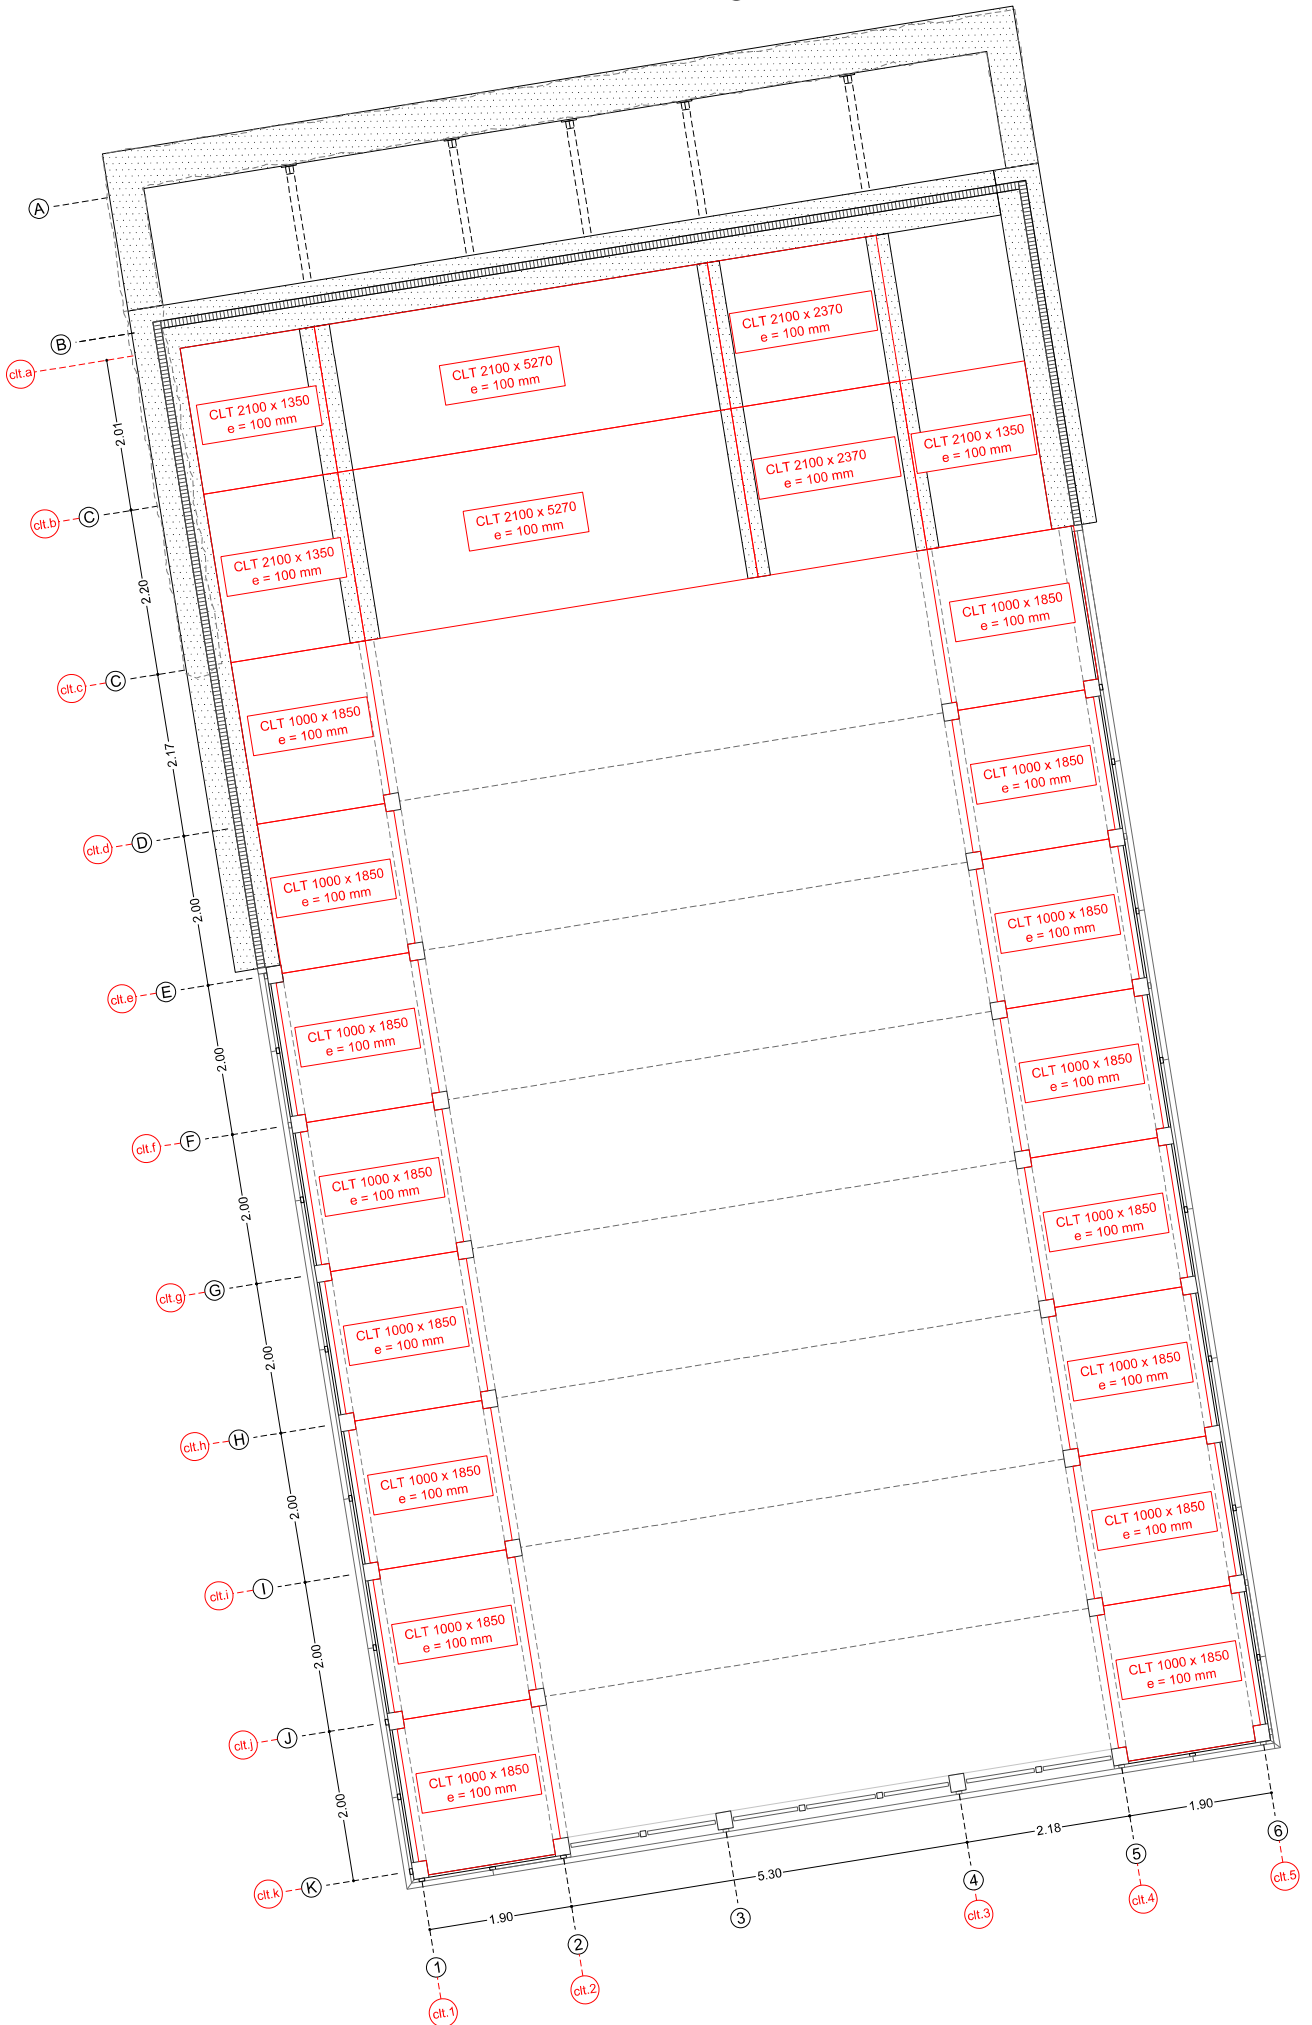 A
B
clt.a
CLT 2100 x 2370
e = 100 mm
CLT 2100 x 5270
e = 100 mm
CLT 2100 x 1350
e = 100 mm
2.01
CLT 2100 x 1350
e = 100 mm
CLT 2100 x 2370
e = 100 mm
CLT 2100 x 5270
e = 100 mm
clt.b
C
CLT 2100 x 1350
e = 100 mm
2.20
CLT 1000 x 1850
e = 100 mm
clt.c
C
CLT 1000 x 1850
e = 100 mm
2.17
CLT 1000 x 1850
e = 100 mm
clt.d
D
CLT 1000 x 1850
e = 100 mm
2.00
CLT 1000 x 1850
e = 100 mm
clt.e
E
CLT 1000 x 1850
e = 100 mm
2.00
CLT 1000 x 1850
e = 100 mm
clt.f
F
CLT 1000 x 1850
e = 100 mm
2.00
CLT 1000 x 1850
e = 100 mm
clt.g
G
CLT 1000 x 1850
e = 100 mm
2.00
CLT 1000 x 1850
e = 100 mm
clt.h
H
CLT 1000 x 1850
e = 100 mm
2.00
CLT 1000 x 1850
e = 100 mm
clt.i
I
CLT 1000 x 1850
e = 100 mm
2.00
CLT 1000 x 1850
e = 100 mm
clt.j
J
CLT 1000 x 1850
e = 100 mm
2.00
clt.k
K
1.90
5.30
2.18
1.90
1
2
3
4
5
6
clt.1
clt.2
clt.3
clt.4
clt.5